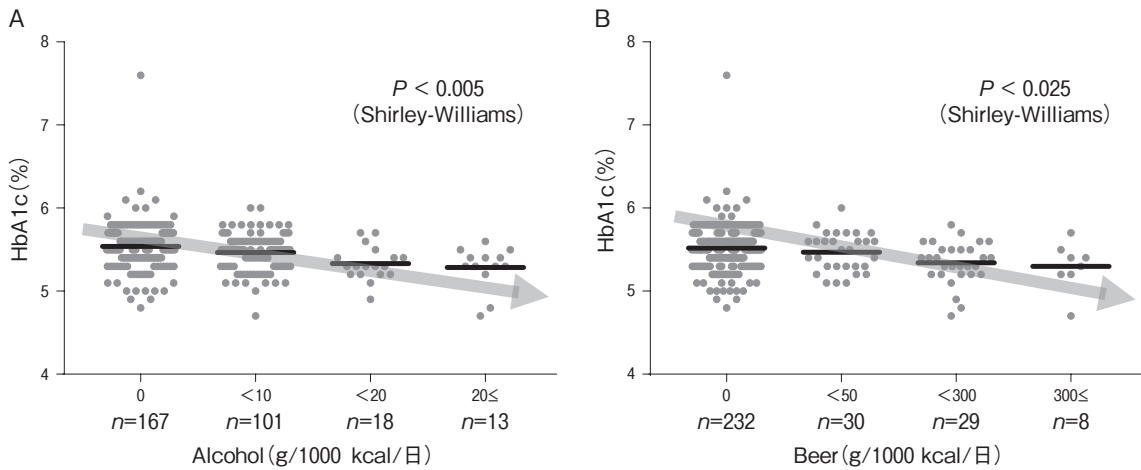 A
8
7
6
5
4
HbA1c(%)
P < 0.005
(Shirley-Williams)
0 <10 <20 20≤
n=167 n=101 n=18 n=13
Alcohol(g/1000 kcal/日)
B
8
7
6
5
4
HbA1c(%)
P < 0.025
(Shirley-Williams)
0 <50 <300 300≤
n=232 n=30 n=29 n=8
Beer(g/1000 kcal/日)